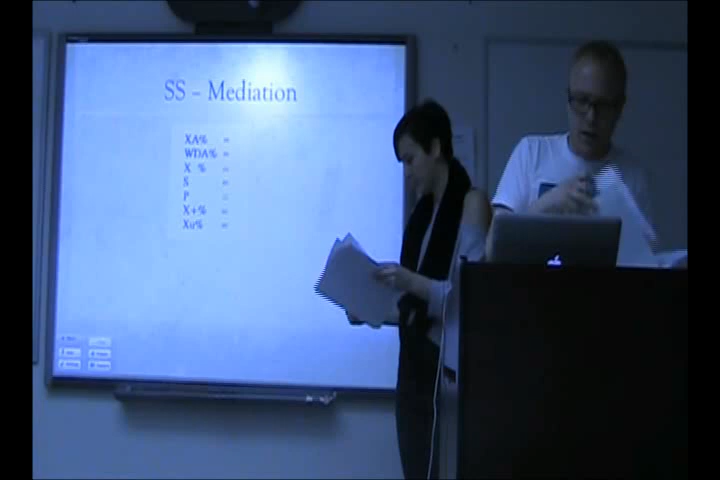 SS – Mediation
XA% =
WDA% =
X % =
S =
P =
X+% =
Xu% =